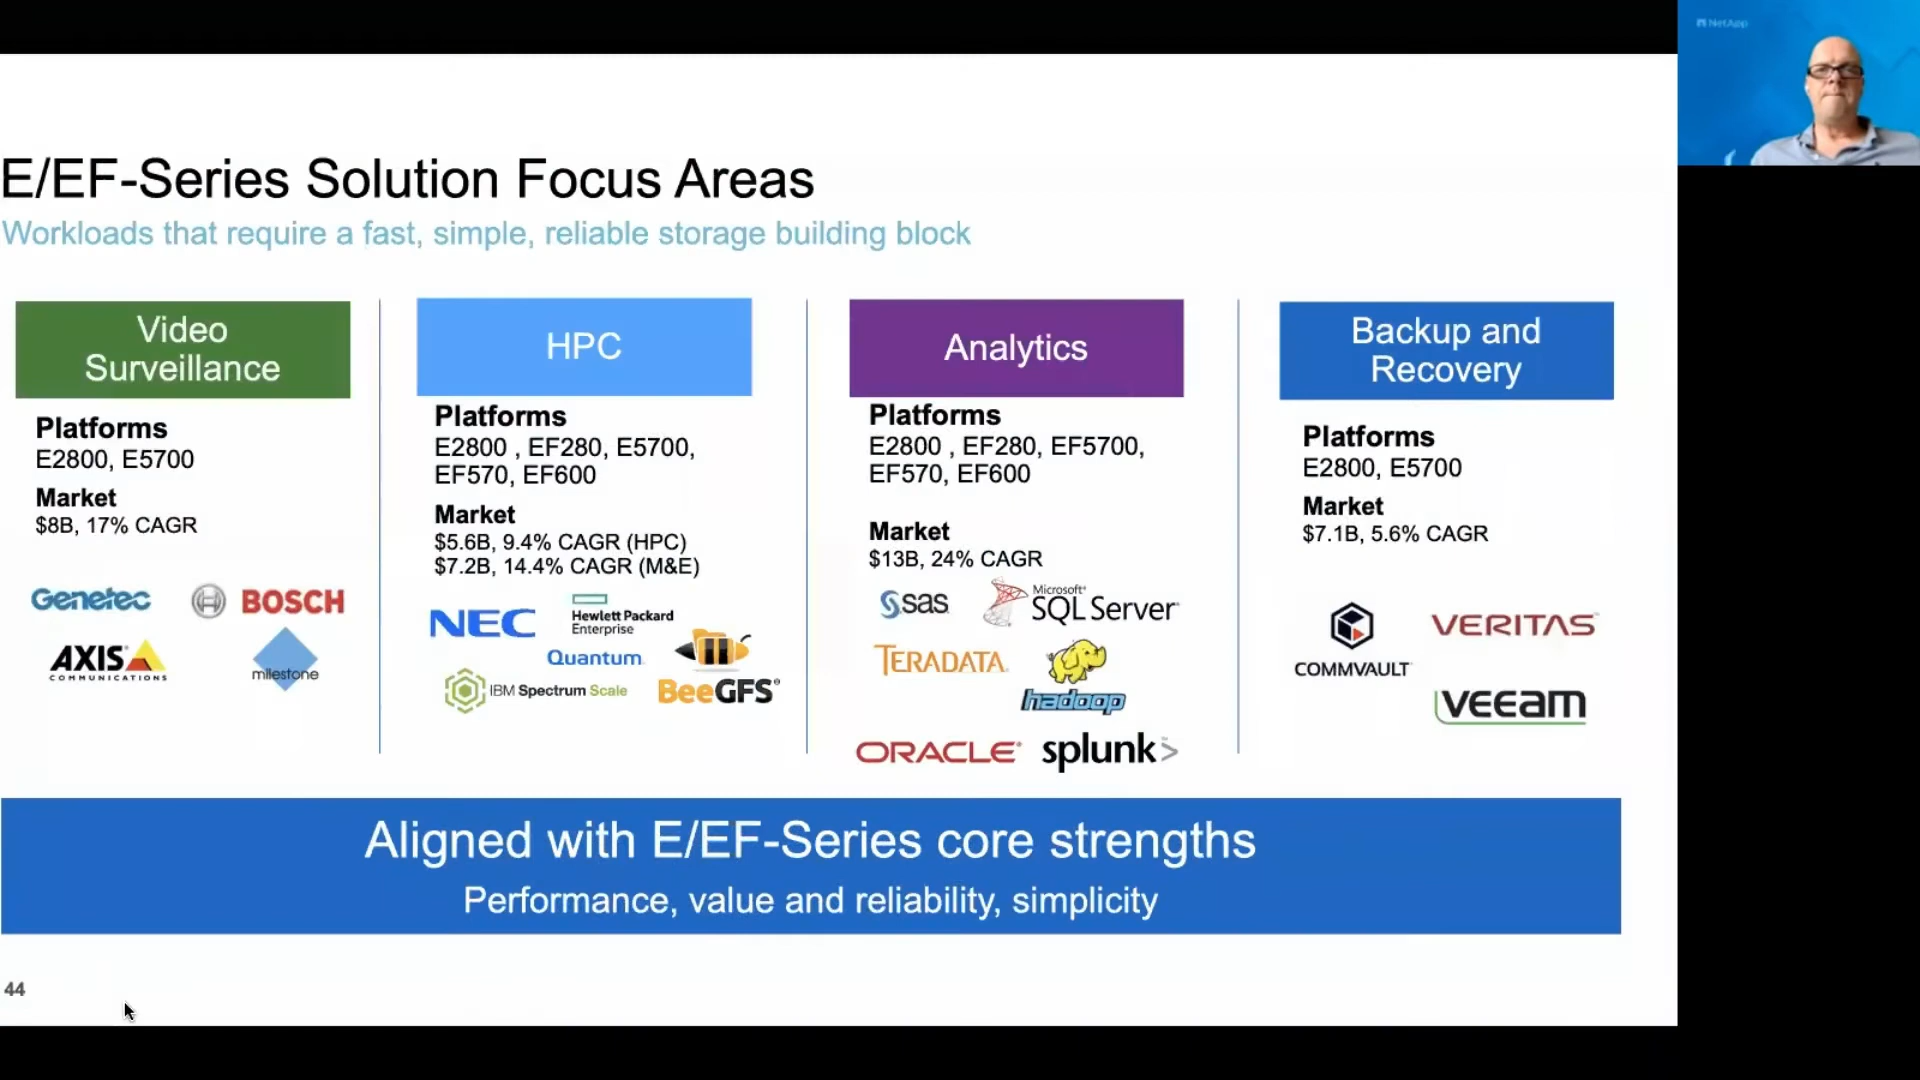 NetApp
E/EF-Series Solution Focus Areas
Workloads that require a fast, simple, reliable storage building block
Video
Surveillance
Platforms
E2800, E5700
Market
$8B, 17% CAGR
Genetec
BOSCH
AXIS
COMMUNICATIONS
milestone
HPC
Platforms
E2800 , EF280, E5700,
EF570, EF600
Market
$5.6B, 9.4% CAGR (HPC)
$7.2B, 14.4% CAGR (M&E)
NEC
Hewlett Packard
Enterprise
Quantum
IBM Spectrum Scale
BeeGFS®
Analytics
Platforms
E2800 , EF280, EF5700,
EF570, EF600
Market
$13B, 24% CAGR
sas
Microsoft®
SQL Server
TERADATA
hadoop
ORACLE®
splunk>
Backup and
Recovery
Platforms
E2800, E5700
Market
$7.1B, 5.6% CAGR
COMMVAULT
VERITAS™
veeam
Aligned with E/EF-Series core strengths
Performance, value and reliability, simplicity
44